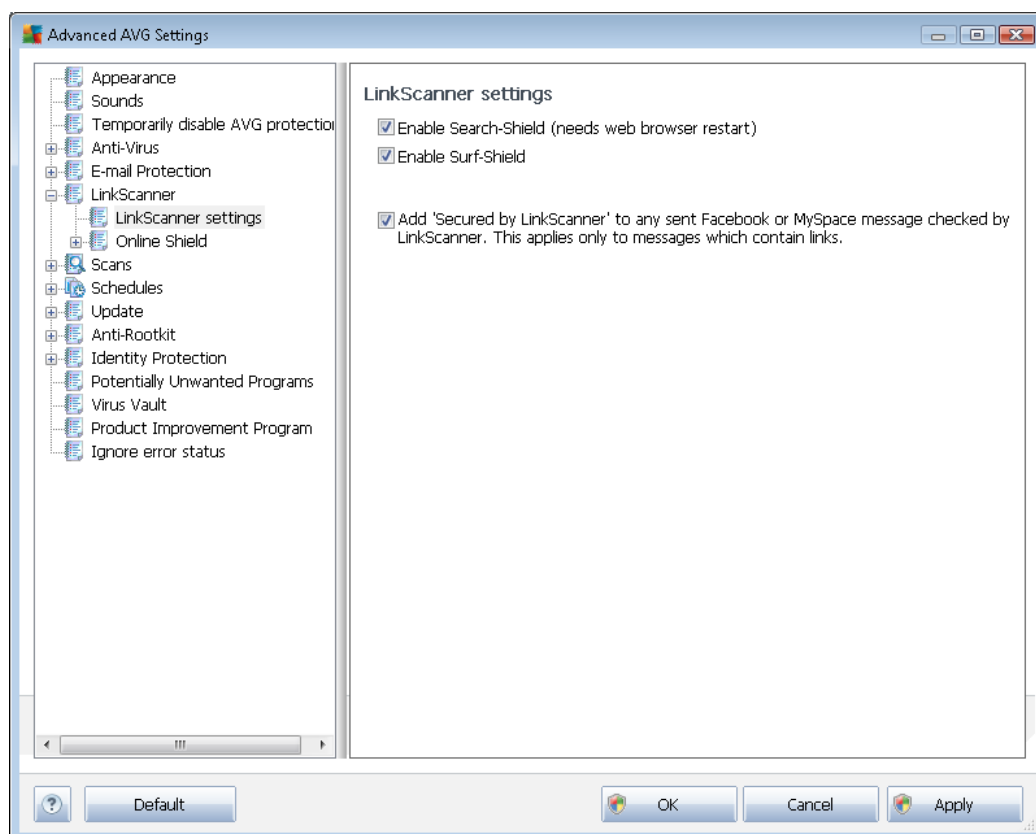 Advanced AVG Settings
Appearance
Sounds
Temporarily disable AVG protection
Anti-Virus
E-mail Protection
LinkScanner
LinkScanner settings
Online Shield
Scans
Schedules
Update
Anti-Rootkit
Identity Protection
Potentially Unwanted Programs
Virus Vault
Product Improvement Program
Ignore error status
LinkScanner settings
Enable Search-Shield (needs web browser restart)
Enable Surf-Shield
Add 'Secured by LinkScanner' to any sent Facebook or MySpace message checked by
LinkScanner. This applies only to messages which contain links.
?
Default
OK
Cancel
Apply